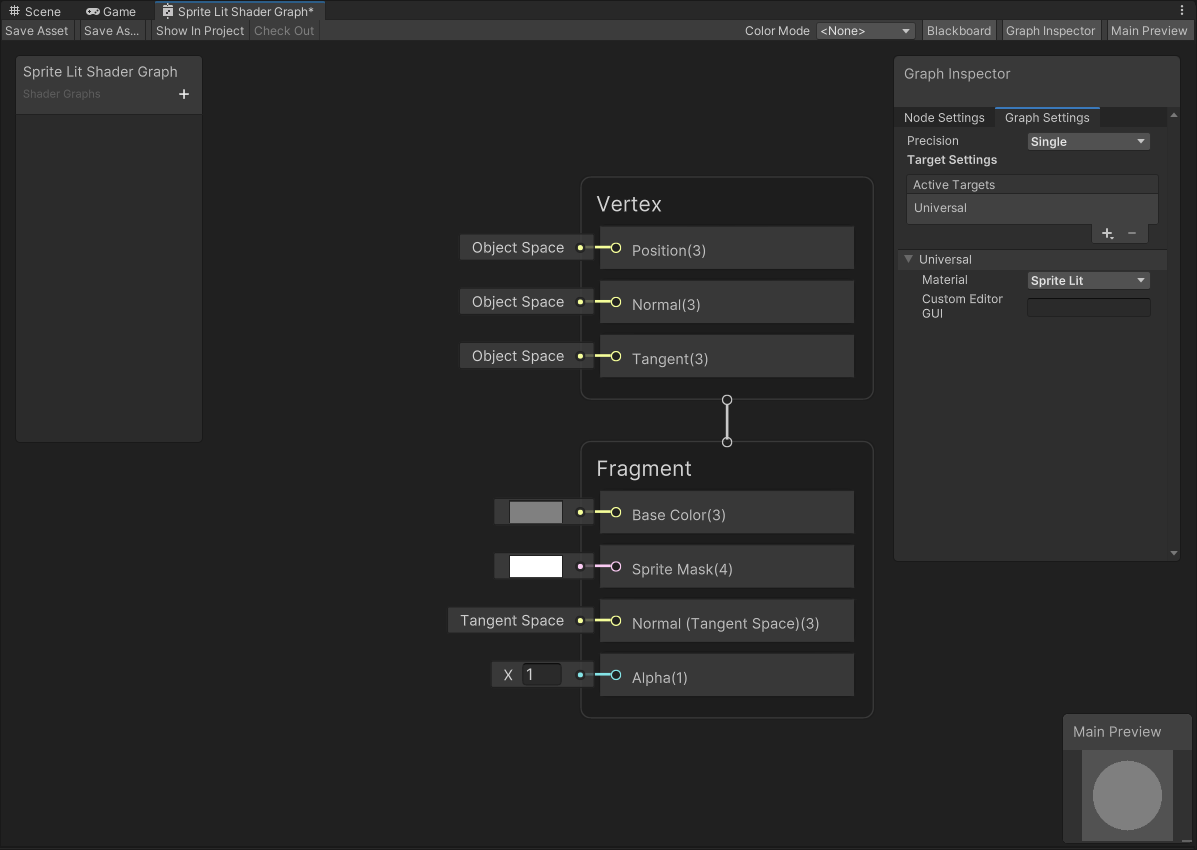 Scene Game Sprite Lit Shader Graph*
Save Asset Save As... Show In Project Check Out Color Mode <None> Blackboard Graph Inspector Main Preview
Sprite Lit Shader Graph
Shader Graphs +
Graph Inspector
Node Settings Graph Settings
Precision Single
Target Settings
Active Targets
Universal
+ −
Universal
Material Sprite Lit
Custom Editor
GUI
Vertex
Object Space Position(3)
Object Space Normal(3)
Object Space Tangent(3)
Fragment
Base Color(3)
Sprite Mask(4)
Tangent Space Normal (Tangent Space)(3)
X 1 Alpha(1)
Main Preview